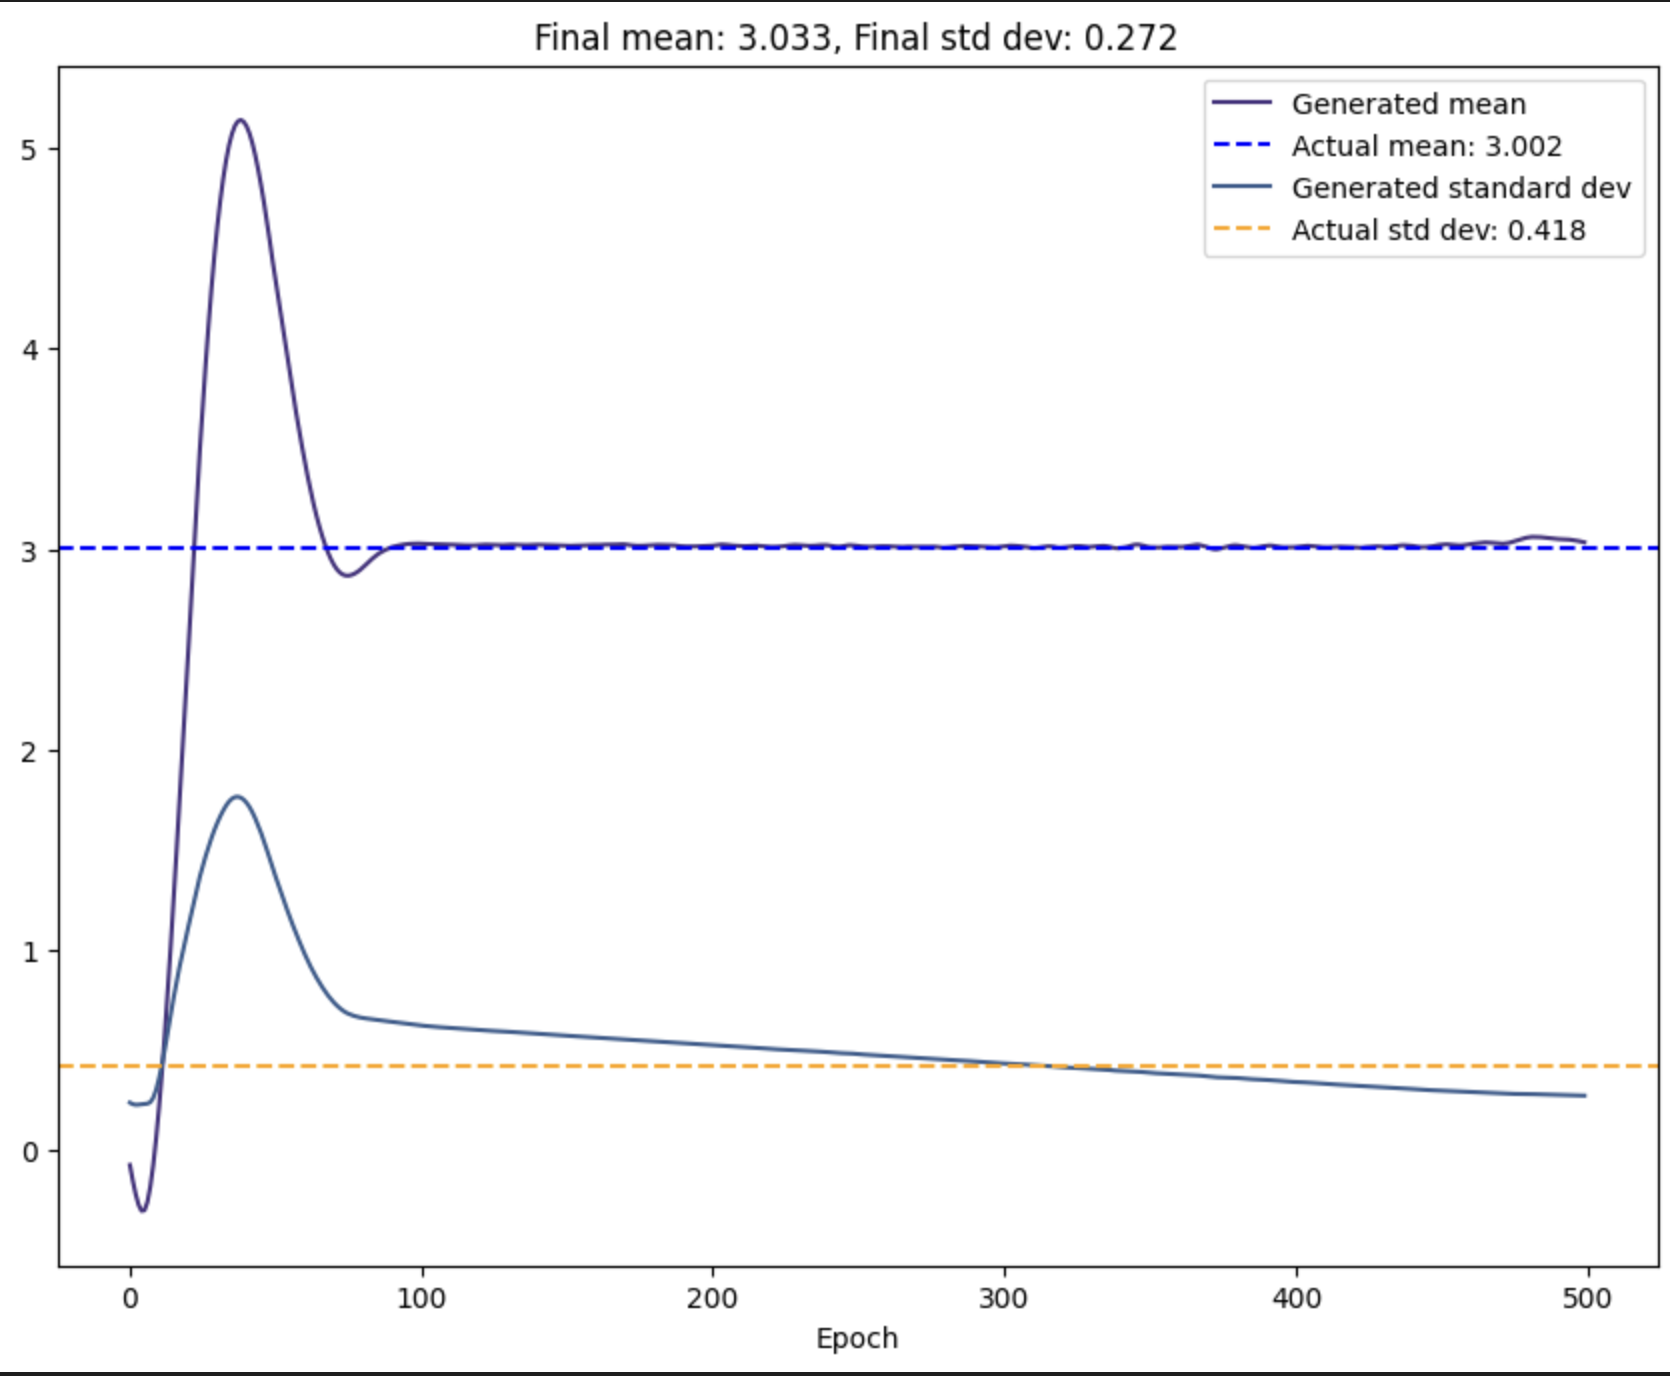 Final mean: 3.033, Final std dev: 0.272
Generated mean
Actual mean: 3.002
Generated standard dev
Actual std dev: 0.418
5
4
3
2
1
0
0 100 200 300 400 500
Epoch